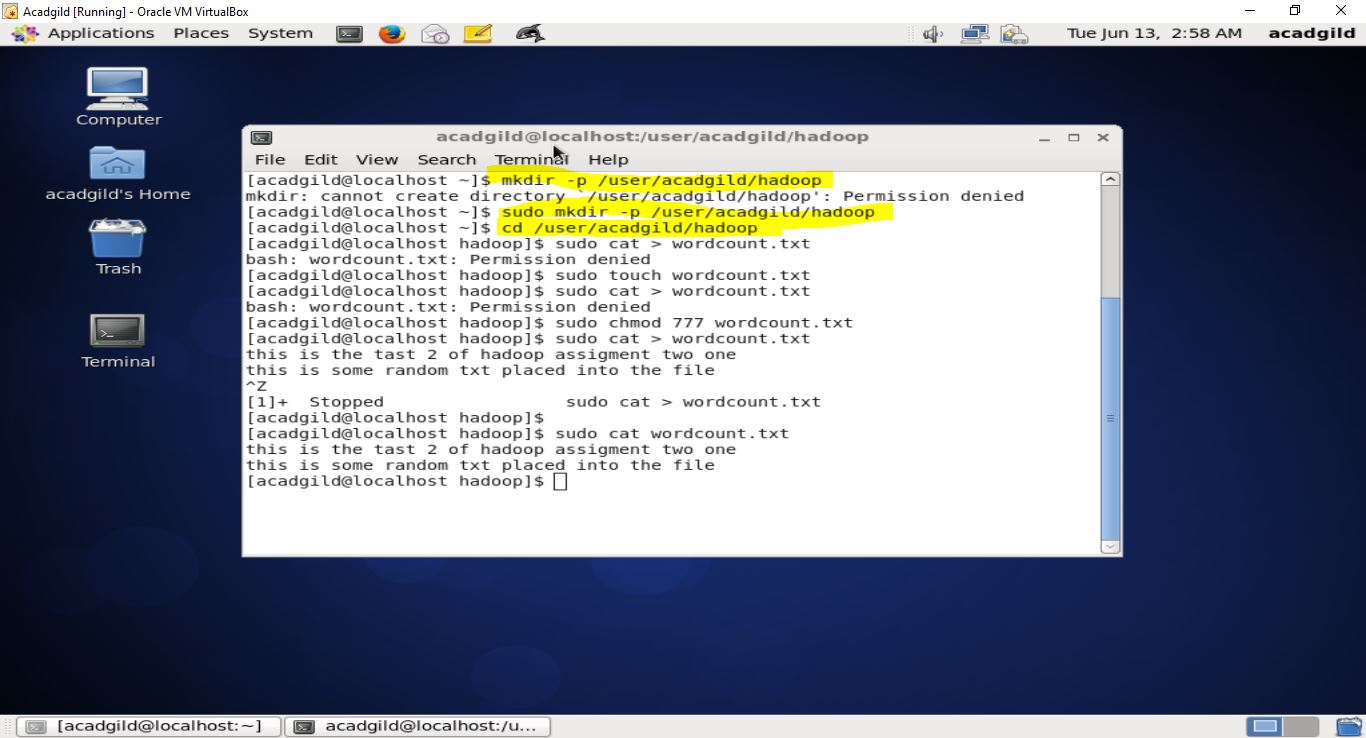 Acadgild [Running] - Oracle VM VirtualBox
Applications Places System Tue Jun 13, 2:58 AM acadgild
Computer
acadgild's Home
Trash
Terminal
acadgild@localhost:/user/acadgild/hadoop
File Edit View Search Terminal Help
[acadgild@localhost ~]$ mkdir -p /user/acadgild/hadoop
mkdir: cannot create directory `/user/acadgild/hadoop': Permission denied
[acadgild@localhost ~]$ sudo mkdir -p /user/acadgild/hadoop
[acadgild@localhost ~]$ cd /user/acadgild/hadoop
[acadgild@localhost hadoop]$ sudo cat > wordcount.txt
bash: wordcount.txt: Permission denied
[acadgild@localhost hadoop]$ sudo touch wordcount.txt
[acadgild@localhost hadoop]$ sudo cat > wordcount.txt
bash: wordcount.txt: Permission denied
[acadgild@localhost hadoop]$ sudo chmod 777 wordcount.txt
[acadgild@localhost hadoop]$ sudo cat > wordcount.txt
this is the tast 2 of hadoop assigment two one
this is some random txt placed into the file
^Z
[1]+  Stopped                 sudo cat > wordcount.txt
[acadgild@localhost hadoop]$
[acadgild@localhost hadoop]$ sudo cat wordcount.txt
this is the tast 2 of hadoop assigment two one
this is some random txt placed into the file
[acadgild@localhost hadoop]$
[acadgild@localhost:~] acadgild@localhost:/u...